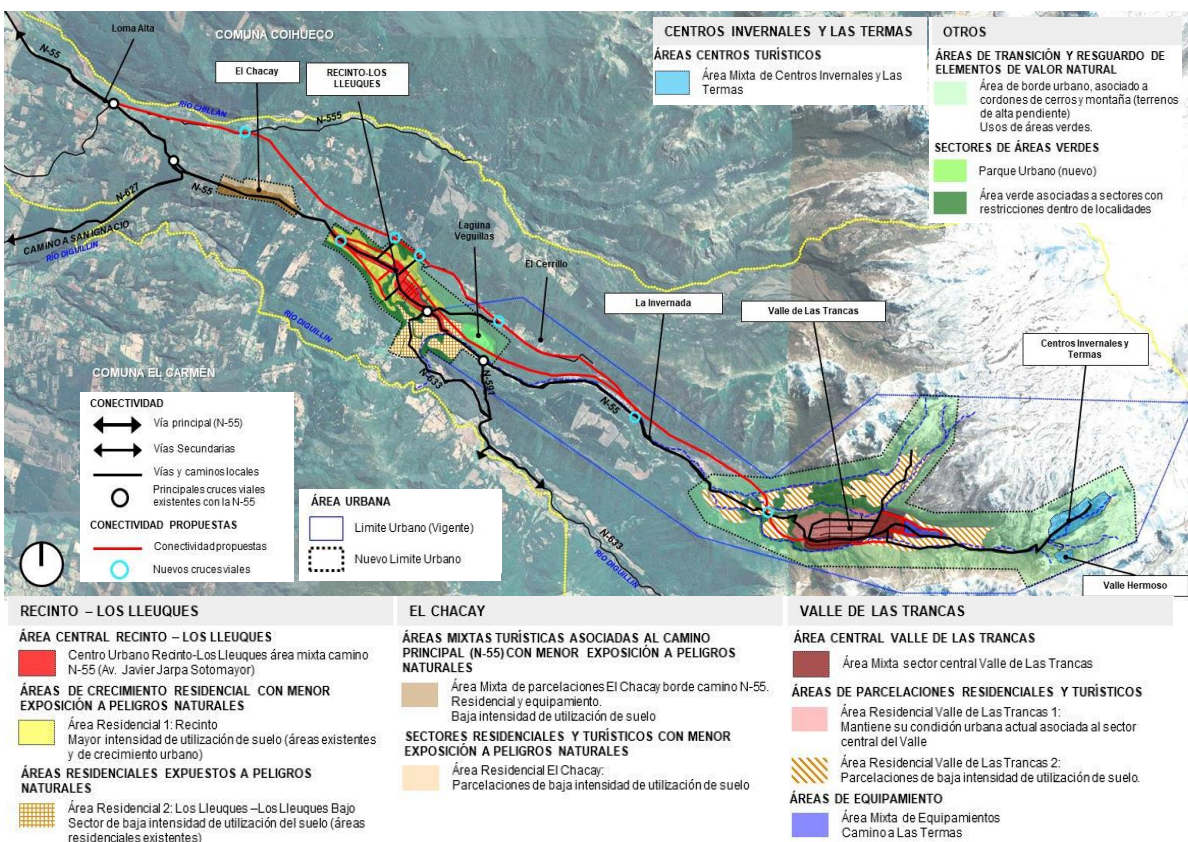 Loma Alta
COMUNA COIHUECO
N-55
El Chacay
RECINTO-LOS
LLEUQUES
RÍO CHILLÁN
N-555
N-627
N-55
CAMINO A SAN IGNACIO
RÍO DIGUILLIN
Laguna
Veguillas
El Cerrillo
La Invernada
Valle de Las Trancas
Centros Invernales y
Termas
RÍO DIGUILLIN
COMUNA EL CARMEN
N-633
N-591
N-55
N-633
RÍO DIGUILLIN
Valle Hermoso
CENTROS INVERNALES Y LAS TERMAS
ÁREAS CENTROS TURÍSTICOS
Área Mixta de Centros Invernales y Las
Termas
OTROS
ÁREAS DE TRANSICIÓN Y RESGUARDO DE
ELEMENTOS DE VALOR NATURAL
Área de borde urbano, asociado a
cordones de cerros y montaña (terrenos
de alta pendiente)
Usos de áreas verdes.
SECTORES DE ÁREAS VERDES
Parque Urbano (nuevo)
Área verde asociadas a sectores con
restricciones dentro de localidades
CONECTIVIDAD
Vía principal (N-55)
Vías Secundarias
Vías y caminos locales
Principales cruces viales
existentes con la N-55
CONECTIVIDAD PROPUESTAS
Conectividad propuestas
Nuevos cruces viales
ÁREA URBANA
Limite Urbano (Vigente)
Nuevo Limite Urbano
RECINTO – LOS LLEUQUES
ÁREA CENTRAL RECINTO – LOS LLEUQUES
Centro Urbano Recinto-Los Lleuques área mixta camino
N-55 (Av. Javier Jarpa Sotomayor)
ÁREAS DE CRECIMIENTO RESIDENCIAL CON MENOR
EXPOSICIÓN A PELIGROS NATURALES
Área Residencial 1: Recinto
Mayor intensidad de utilización de suelo (áreas existentes
y de crecimiento urbano)
ÁREAS RESIDENCIALES EXPUESTOS A PELIGROS
NATURALES
Área Residencial 2: Los Lleuques –Los Lleuques Bajo
Sector de baja intensidad de utilización del suelo (áreas
residenciales existentes)
EL CHACAY
ÁREAS MIXTAS TURÍSTICAS ASOCIADAS AL CAMINO
PRINCIPAL (N-55) CON MENOR EXPOSICIÓN A PELIGROS
NATURALES
Área Mixta de parcelaciones El Chacay borde camino N-55.
Residencial y equipamiento.
Baja intensidad de utilización de suelo
SECTORES RESIDENCIALES Y TURÍSTICOS CON MENOR
EXPOSICIÓN A PELIGROS NATURALES
Área Residencial El Chacay:
Parcelaciones de baja intensidad de utilización de suelo
VALLE DE LAS TRANCAS
ÁREA CENTRAL VALLE DE LAS TRANCAS
Área Mixta sector central Valle de Las Trancas
ÁREAS DE PARCELACIONES RESIDENCIALES Y TURÍSTICOS
Área Residencial Valle de Las Trancas 1:
Mantiene su condición urbana actual asociada al sector
central del Valle
Área Residencial Valle de Las Trancas 2:
Parcelaciones de baja intensidad de utilización de suelo.
ÁREAS DE EQUIPAMIENTO
Área Mixta de Equipamientos
Camino a Las Termas